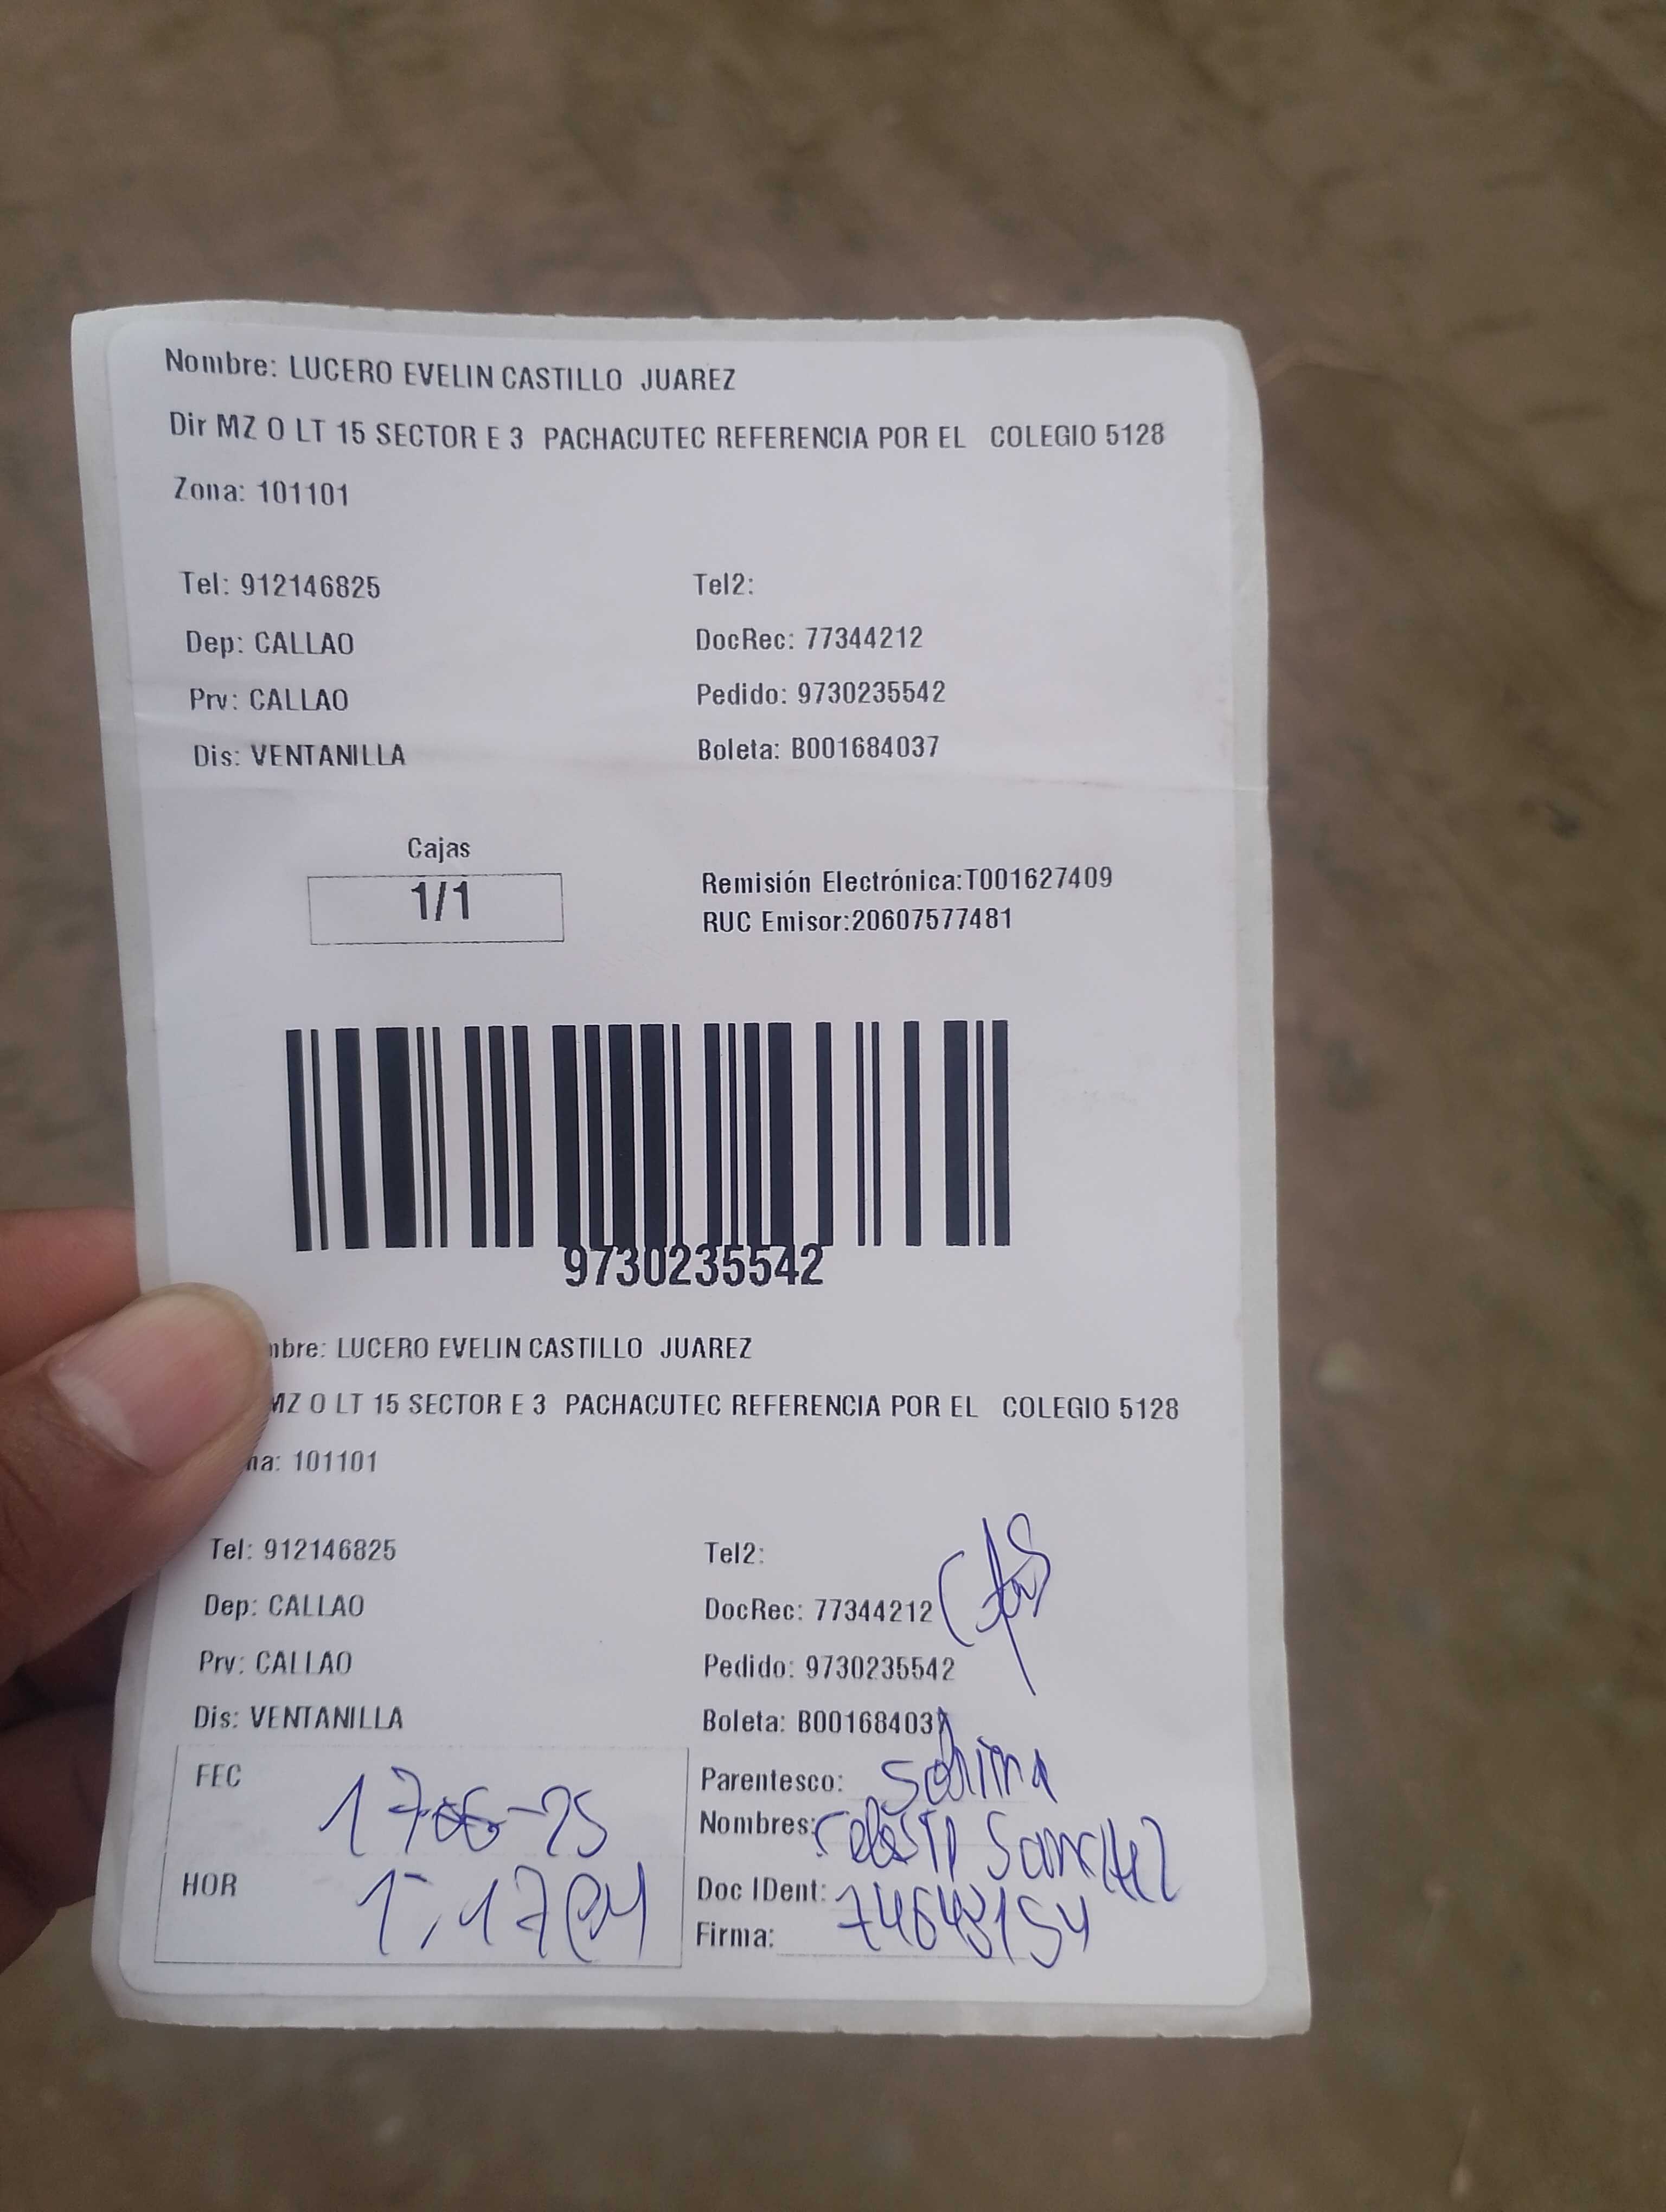 Nombre: LUCERO EVELIN CASTILLO JUAREZ
Dir MZ O LT 15 SECTOR E 3 PACHACUTEC REFERENCIA POR EL COLEGIO 5128
Zona: 101101
Tel: 912146825 Tel2:
Dep: CALLAO DocRec: 77344212
Prv: CALLAO Pedido: 9730235542
Dis: VENTANILLA Boleta: B001684037
Cajas
1/1
Remisión Electrónica:T001627409
RUC Emisor:20607577481
9730235542
mbre: LUCERO EVELIN CASTILLO JUAREZ
MZ O LT 15 SECTOR E 3 PACHACUTEC REFERENCIA POR EL COLEGIO 5128
na: 101101
Tel: 912146825 Tel2:
Dep: CALLAO DocRec: 77344212
Prv: CALLAO Pedido: 9730235542
Dis: VENTANILLA Boleta: B001684037
FEC Parentesco: Sobrina
Nombres: Sanchez
HOR Doc IDent:
Firma: